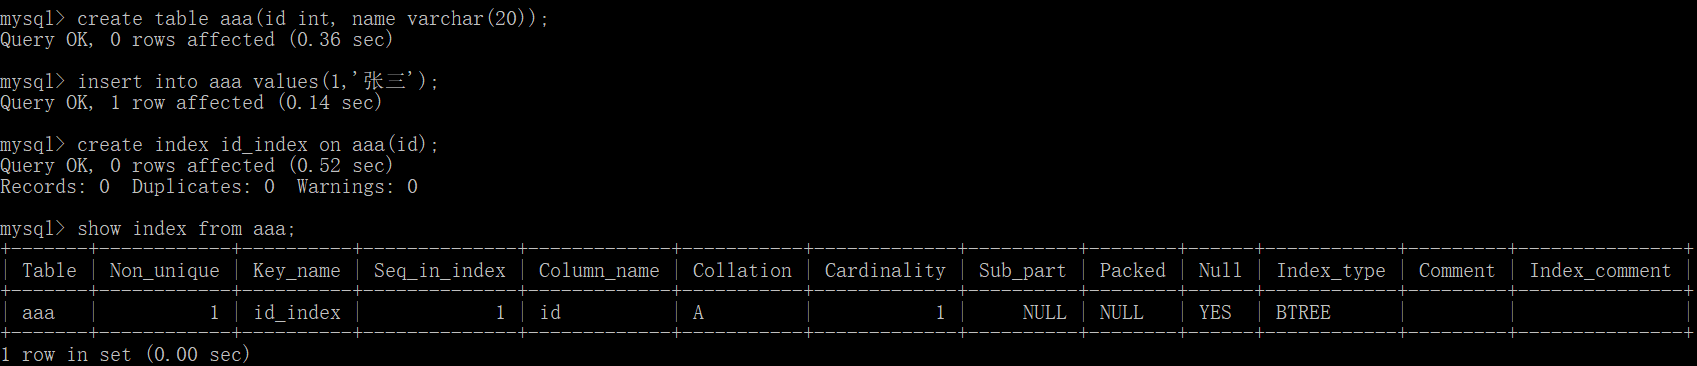 mysql> create table aaa(id int, name varchar(20));
Query OK, 0 rows affected (0.36 sec)
mysql> insert into aaa values(1,'张三');
Query OK, 1 row affected (0.14 sec)
mysql> create index id_index on aaa(id);
Query OK, 0 rows affected (0.52 sec)
Records: 0  Duplicates: 0  Warnings: 0
mysql> show index from aaa;
+-------+------------+----------+--------------+-------------+-----------+-------------+----------+--------+------+------------+---------+---------------+
| Table | Non_unique | Key_name | Seq_in_index | Column_name | Collation | Cardinality | Sub_part | Packed | Null | Index_type | Comment | Index_comment |
+-------+------------+----------+--------------+-------------+-----------+-------------+----------+--------+------+------------+---------+---------------+
| aaa   |          1 | id_index |            1 | id          | A         |           1 |     NULL | NULL   | YES  | BTREE      |         |               |
+-------+------------+----------+--------------+-------------+-----------+-------------+----------+--------+------+------------+---------+---------------+
1 row in set (0.00 sec)